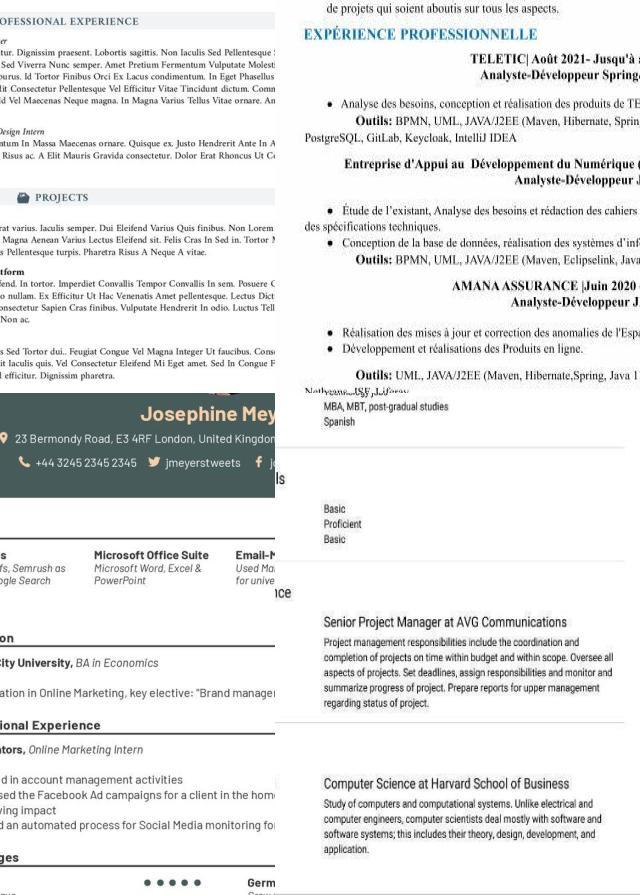 OFESSIONAL EXPERIENCE
er
tur. Dignissim praesent. Lobortis sagittis. Non Iaculis Sed Pellentesque
Sed Viverra Nunc semper. Amet Pretium Fermentum Vulputate Molesti
purus. Id Tortor Finibus Orci Ex Lacus condimentum. In Eget Phasellus
lit Consectetur Pellentesque Vel Efficitur Vitae Tincidunt dictum. Comm
ld Vel Maecenas Neque magna. In Magna Varius Tellus Vitae ornare. An
Design Intern
entum In Massa Maecenas ornare. Quisque ex. Justo Hendrerit Ante In A
Risus ac. A Elit Mauris Gravida consectetur. Dolor Erat Rhoncus Ut Co
PROJECTS
rat varius. Iaculis semper. Dui Eleifend Varius Quis finibus. Non Lorem
Magna Aenean Varius Lectus Eleifend sit. Felis Cras In Sed in. Tortor M
s Pellentesque turpis. Pharetra Risus A Neque A vitae.
tform
fend. In tortor. Imperdiet Convallis Tempor Convallis In sem. Posuere C
o nullam. Ex Efficitur Ut Hac Venenatis Amet pellentesque. Lectus Dict
onsectetur Sapien Cras finibus. Vulputate Hendrerit In odio. Luctus Tell
Non ac.
s Sed Tortor dui.. Feugiat Congue Vel Magna Integer Ut faucibus. Conse
it Iaculis quis. Vel Consectetur Eleifend Mi Eget amet. Sed In Congue F
l efficitur. Dignissim pharetra.
de projets qui soient aboutis sur tous les aspects.
EXPÉRIENCE PROFESSIONNELLE
TELETIC| Août 2021- Jusqu'à a
Analyste-Développeur Spring
● Analyse des besoins, conception et réalisation des produits de TE
Outils: BPMN, UML, JAVA/J2EE (Maven, Hibernate, Sprin
PostgreSQL, GitLab, Keycloak, IntelliJ IDEA
Entreprise d'Appui au Développement du Numérique (
Analyste-Développeur J
● Étude de l'existant, Analyse des besoins et rédaction des cahiers
des spécifications techniques.
● Conception de la base de données, réalisation des systèmes d'info
Outils: BPMN, UML, JAVA/J2EE (Maven, Eclipselink, Java
AMANA ASSURANCE |Juin 2020 -
Analyste-Développeur J
● Réalisation des mises à jour et correction des anomalies de l'Espa
● Développement et réalisations des Produits en ligne.
Outils: UML, JAVA/J2EE (Maven, Hibernate,Spring, Java 1
Josephine Mey
23 Bermondy Road, E3 4RF London, United Kingdon
+44 3245 2345 2345 jmeyerstweets jo
s Microsoft Office Suite Email-M
fs, Semrush as Microsoft Word, Excel & Used Mai
ogle Search PowerPoint for unive
on
City University, BA in Economics
ation in Online Marketing, key elective: "Brand manager
ional Experience
ators, Online Marketing Intern
d in account management activities
sed the Facebook Ad campaigns for a client in the home
ving impact
d an automated process for Social Media monitoring for
ges
Germ
MBA, MBT, post-gradual studies
Spanish
ls
Basic
Proficient
Basic
nce
Senior Project Manager at AVG Communications
Project management responsibilities include the coordination and
completion of projects on time within budget and within scope. Oversee all
aspects of projects. Set deadlines, assign responsibilities and monitor and
summarize progress of project. Prepare reports for upper management
regarding status of project.
Computer Science at Harvard School of Business
Study of computers and computational systems. Unlike electrical and
computer engineers, computer scientists deal mostly with software and
software systems; this includes their theory, design, development, and
application.